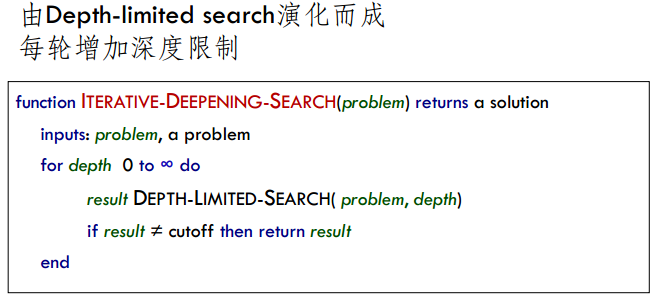 由Depth-limited search演化而成
每轮增加深度限制
function ITERATIVE-DEEPENING-SEARCH(problem) returns a solution
inputs: problem, a problem
for depth 0 to ∞ do
result DEPTH-LIMITED-SEARCH( problem, depth)
if result ≠ cutoff then return result
end